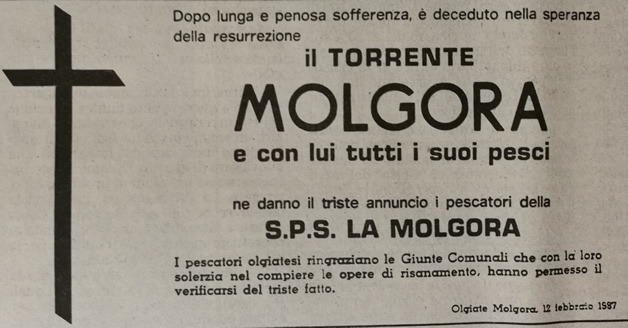 Dopo lunga e penosa sofferenza, è deceduto nella speranza
della resurrezione
il TORRENTE
MOLGORA
e con lui tutti i suoi pesci
ne danno il triste annuncio i pescatori della
S.P.S. LA MOLGORA
I pescatori olgiatesi ringraziano le Giunte Comunali che con la loro
solerzia nel compiere le opere di risanamento, hanno permesso il
verificarsi del triste fatto.
Olgiate Molgora, 12 febbraio 1987